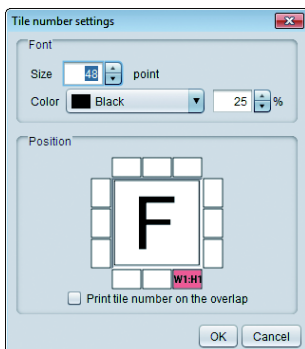 Tile number settings
Font
Size 48 point
Color Black 25 %
Position
F
W1:H1
Print tile number on the overlap
OK Cancel